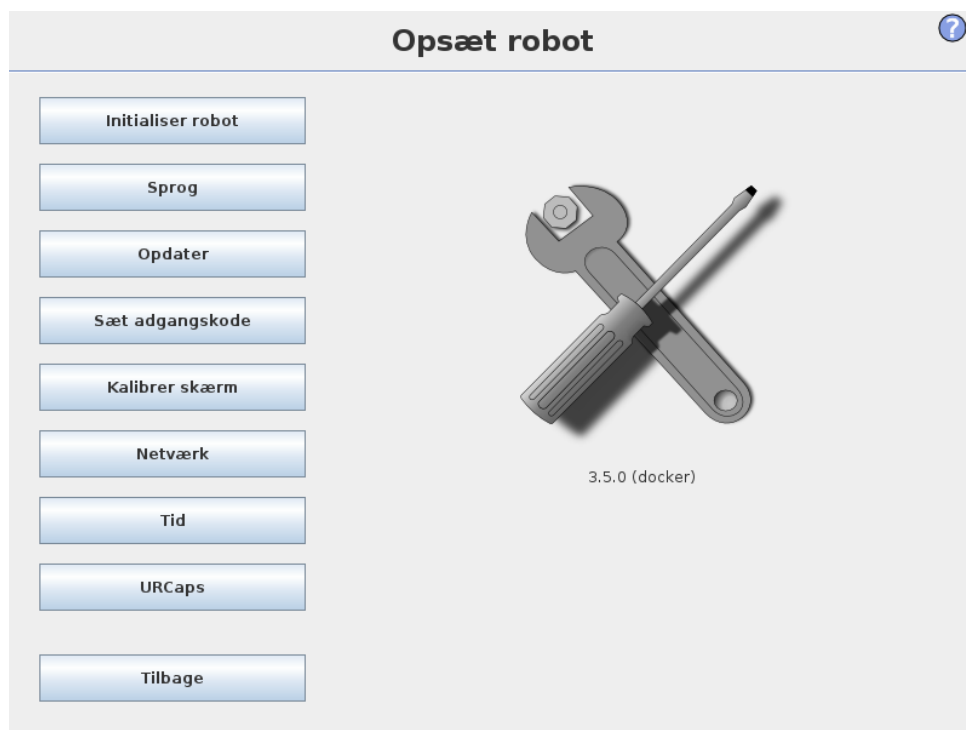 Opsæt robot
?
Initialiser robot
Sprog
Opdater
Sæt adgangskode
Kalibrer skærm
Netværk
Tid
URCaps
Tilbage
3.5.0 (docker)